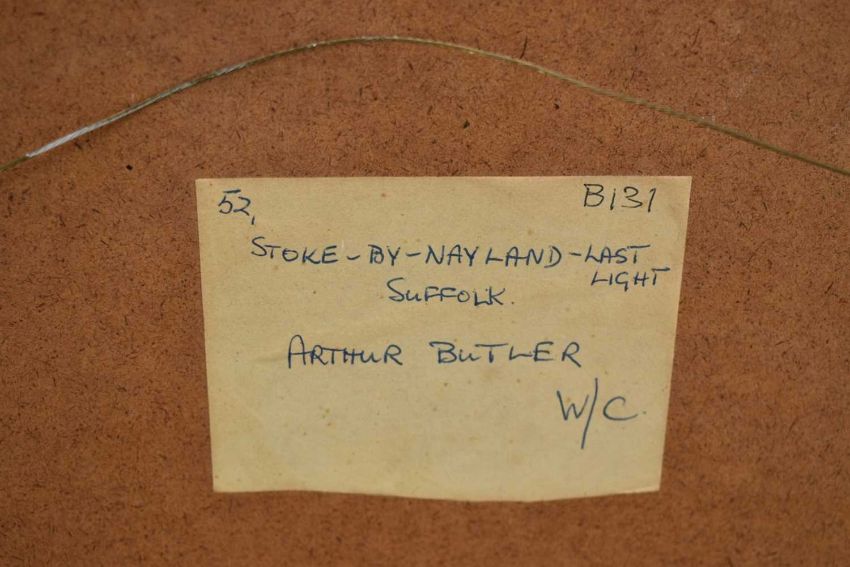 52, B131
STOKE-BY-NAYLAND-LAST
LIGHT
SUFFOLK.
ARTHUR BUTLER
W/C.